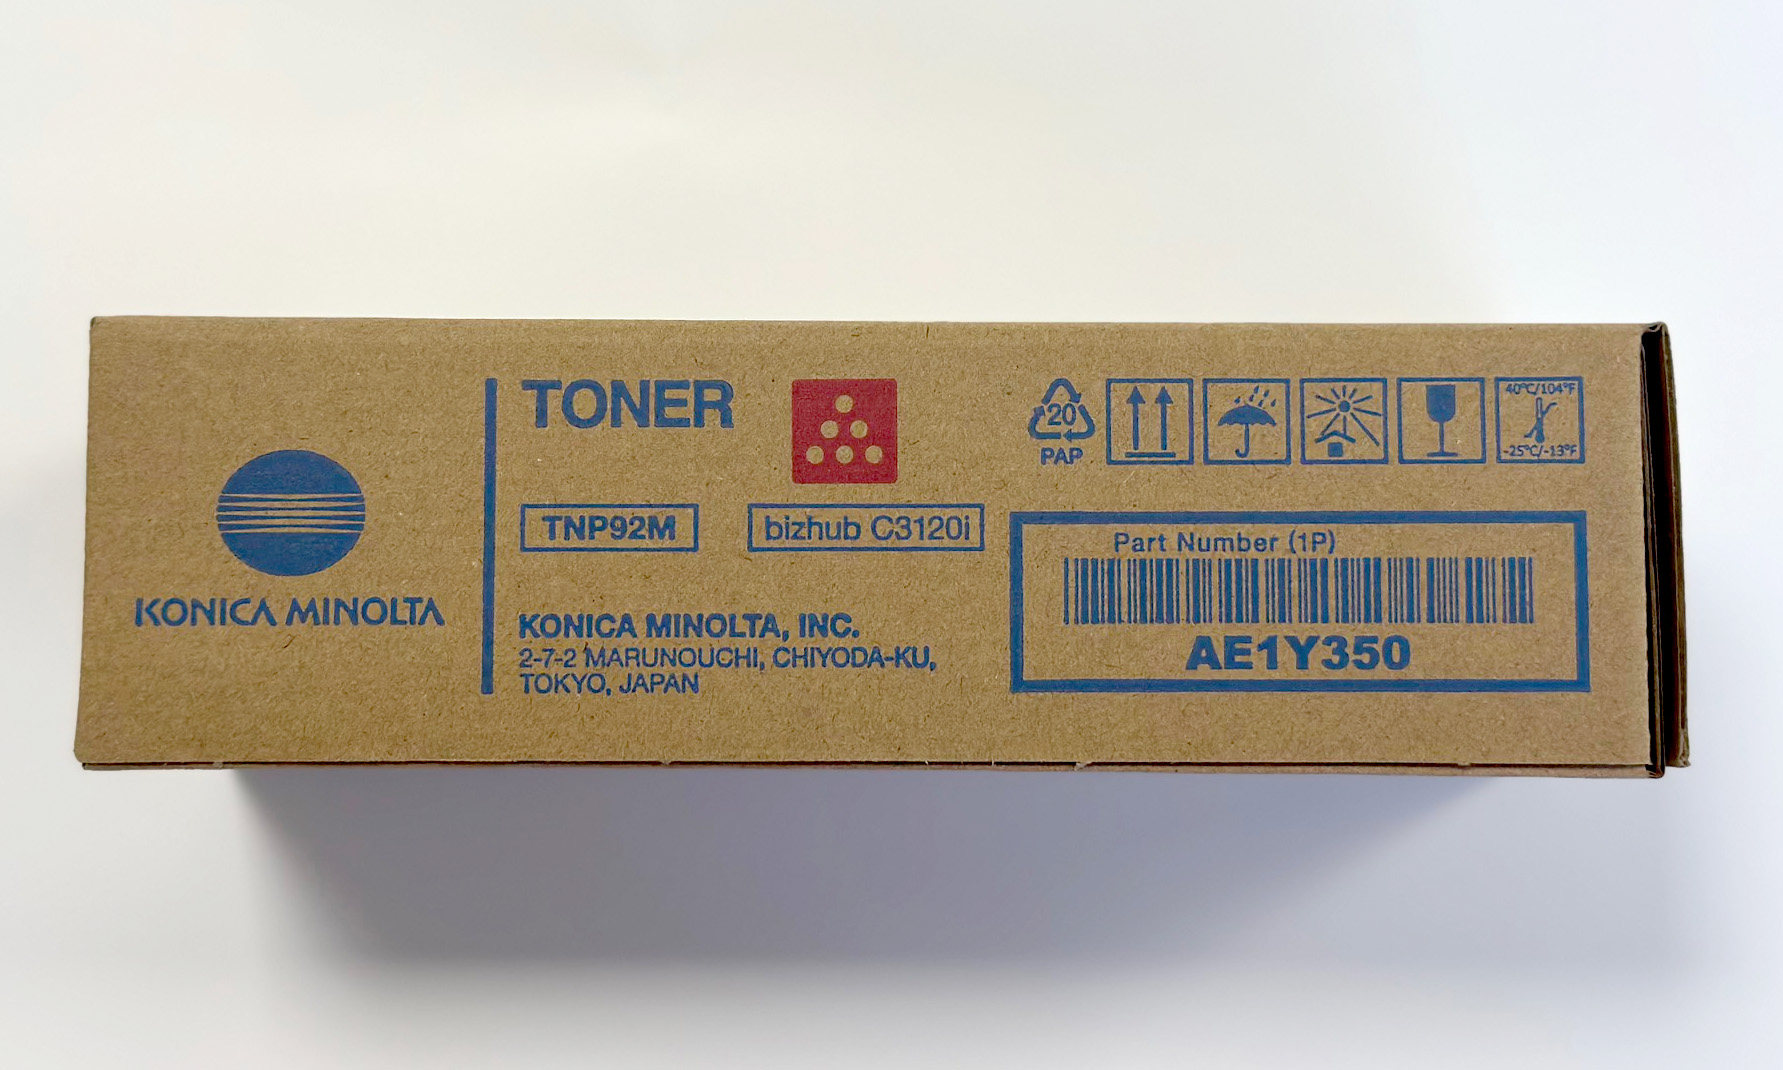 KONICA MINOLTA
TONER
TNP92M
bizhub C3120i
KONICA MINOLTA, INC.
2-7-2 MARUNOUCHI, CHIYODA-KU,
TOKYO, JAPAN
20
PAP
40°C/104°F
-25°C/-13°F
Part Number (1P)
AE1Y350